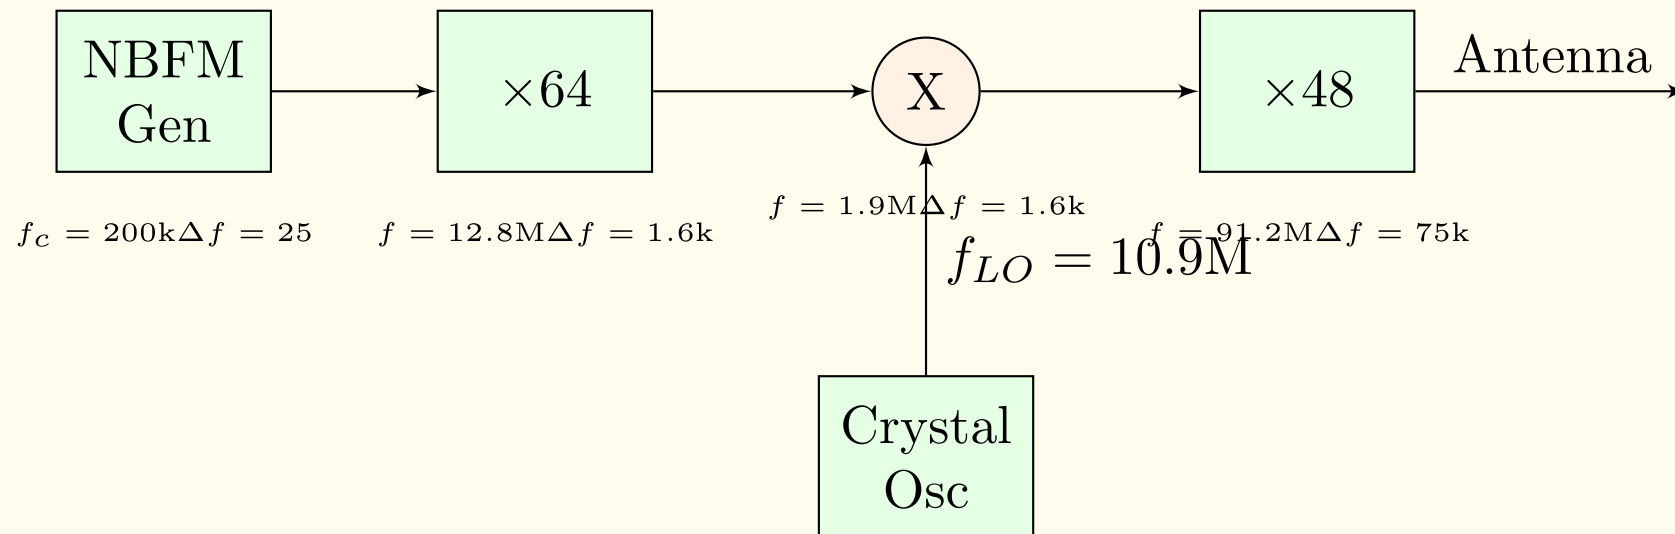 NBFM
Gen
×64
X
×48
Antenna
f_c = 200kΔf = 25
f = 12.8MΔf = 1.6k
f = 1.9MΔf = 1.6k
f = 91.2MΔf = 75k
f_LO = 10.9M
Crystal
Osc